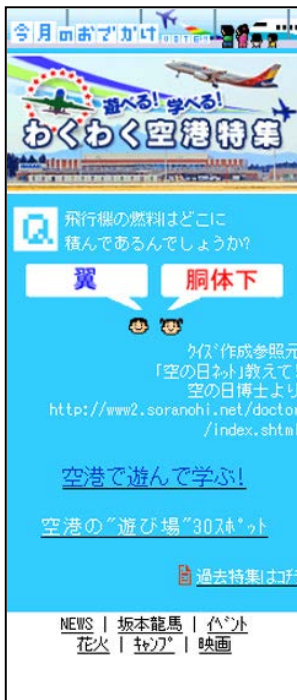 今月のおでかけ
遊べる!学べる!
わくわく空港特集
Q 飛行機の燃料はどこに
積んであるんでしょうか?
翼 胴体下
ｸｲｽﾞ作成参照元
「空の日ﾈｯﾄ」教えて!
空の日博士より
http://www2.soranohi.net/doctor
/index.shtml
空港で遊んで学ぶ!
空港の"遊び場"30ｽﾎﾟｯﾄ
過去特集はｺﾁﾗ
NEWS | 坂本龍馬 | ｲﾍﾞﾝﾄ
花火 | ｷｬﾝﾌﾟ | 映画